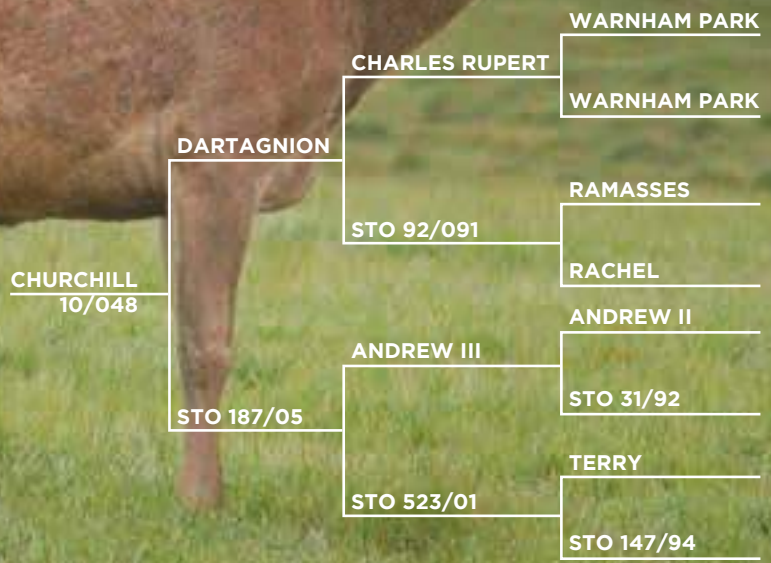 WARNHAM PARK
CHARLES RUPERT
WARNHAM PARK
DARTAGNION
RAMASSES
STO 92/091
RACHEL
CHURCHILL
10/048
ANDREW II
ANDREW III
STO 31/92
STO 187/05
TERRY
STO 523/01
STO 147/94